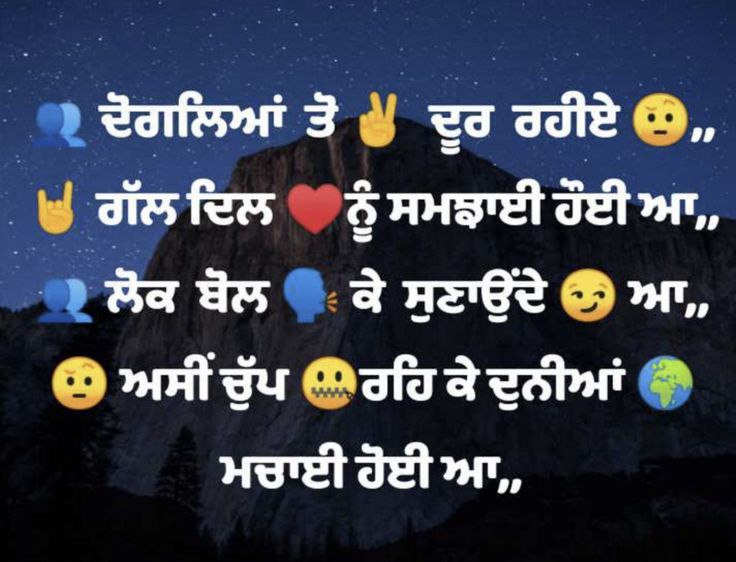 👥 ਦੋਗਲਿਆਂ ਤੋ ✌️ ਦੂਰ ਰਹੀਏ 🤨,,
🤘 ਗੱਲ ਦਿਲ ❤️ ਨੂੰ ਸਮਝਾਈ ਹੌਈ ਆ,,
👥 ਲੋਕ ਬੋਲ 🗣️ ਕੇ ਸੁਣਾਉਂਦੇ 😏 ਆ,,
🤨 ਅਸੀਂ ਚੁੱਪ 🤐 ਰਹਿ ਕੇ ਦੁਨੀਆਂ 🌍
ਮਚਾਈ ਹੋਈ ਆ,,